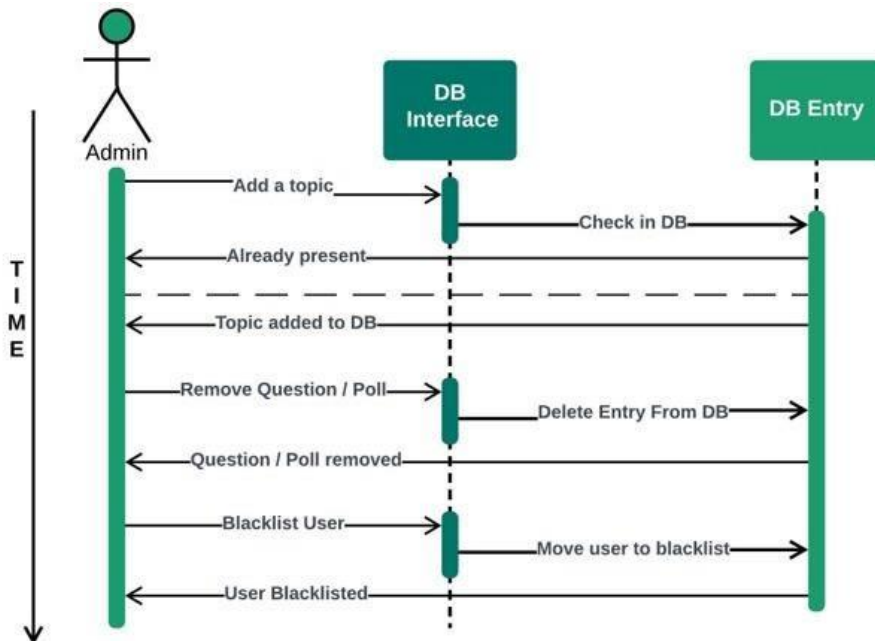 DB
Interface
DB Entry
Admin
Add a topic
Check in DB
Already present
T
I
M
E
Topic added to DB
Remove Question / Poll
Delete Entry From DB
Question / Poll removed
Blacklist User
Move user to blacklist
User Blacklisted